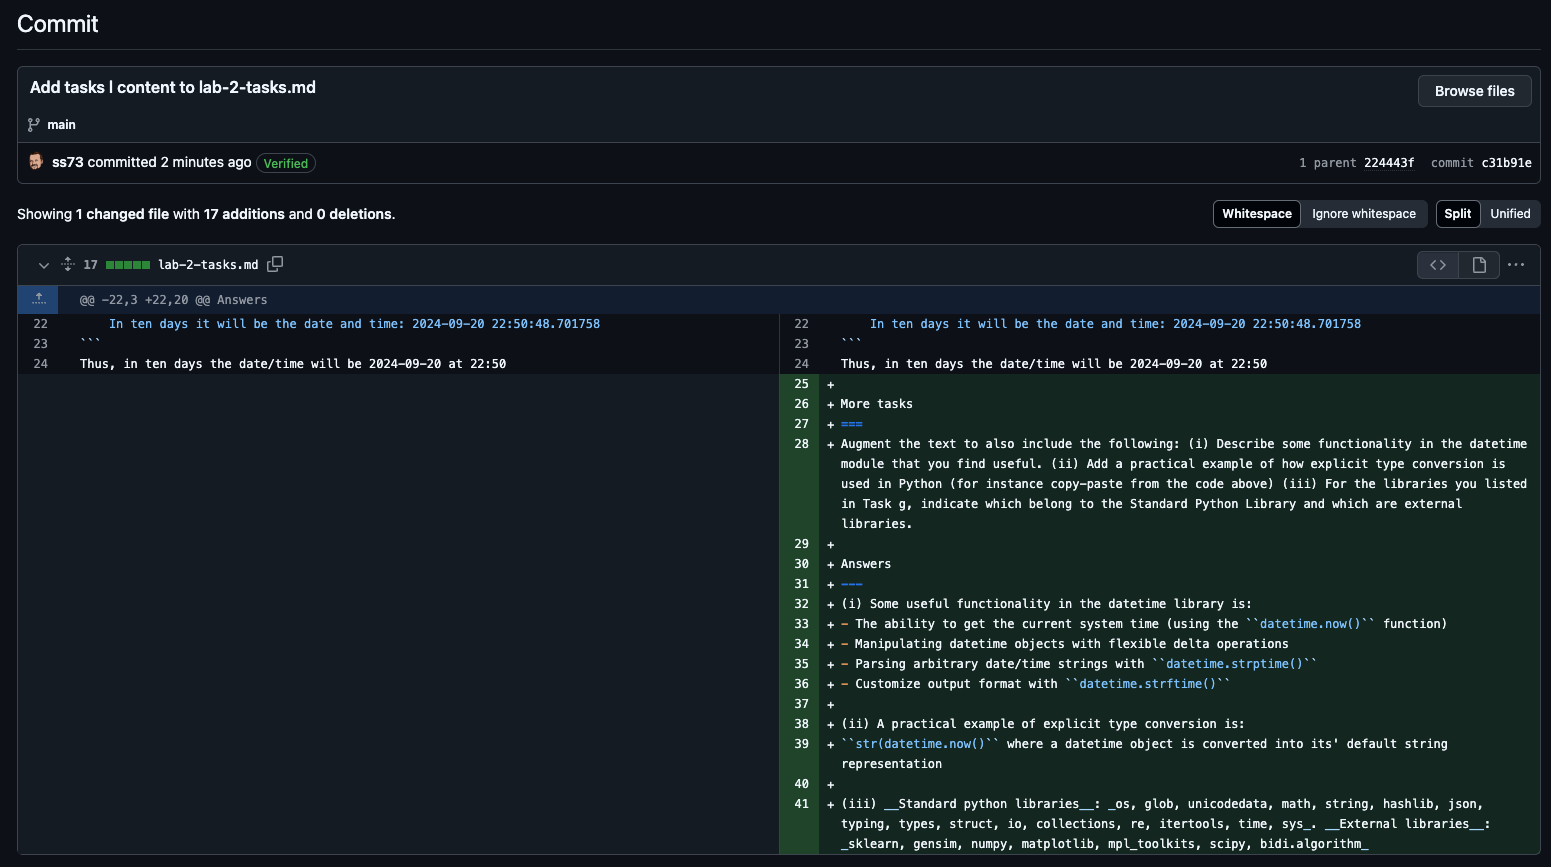 Commit
Add tasks l content to lab-2-tasks.md
Browse files
main
ss73 committed 2 minutes ago Verified
1 parent 224443f commit c31b91e
Showing 1 changed file with 17 additions and 0 deletions.
Whitespace Ignore whitespace Split Unified
17 lab-2-tasks.md
@@ -22,3 +22,20 @@ Answers
22 In ten days it will be the date and time: 2024-09-20 22:50:48.701758
23 ```
24 Thus, in ten days the date/time will be 2024-09-20 at 22:50
22 In ten days it will be the date and time: 2024-09-20 22:50:48.701758
23 ```
24 Thus, in ten days the date/time will be 2024-09-20 at 22:50
25 +
26 + More tasks
27 + ===
28 + Augment the text to also include the following: (i) Describe some functionality in the datetime
module that you find useful. (ii) Add a practical example of how explicit type conversion is
used in Python (for instance copy-paste from the code above) (iii) For the libraries you listed
in Task g, indicate which belong to the Standard Python Library and which are external
libraries.
29 +
30 + Answers
31 + ---
32 + (i) Some useful functionality in the datetime library is:
33 + - The ability to get the current system time (using the ``datetime.now()`` function)
34 + - Manipulating datetime objects with flexible delta operations
35 + - Parsing arbitrary date/time strings with ``datetime.strptime()``
36 + - Customize output format with ``datetime.strftime()``
37 +
38 + (ii) A practical example of explicit type conversion is:
39 + ``str(datetime.now()`` where a datetime object is converted into its' default string
representation
40 +
41 + (iii) __Standard python libraries__: _os, glob, unicodedata, math, string, hashlib, json,
typing, types, struct, io, collections, re, itertools, time, sys_. __External libraries__:
_sklearn, gensim, numpy, matplotlib, mpl_toolkits, scipy, bidi.algorithm_